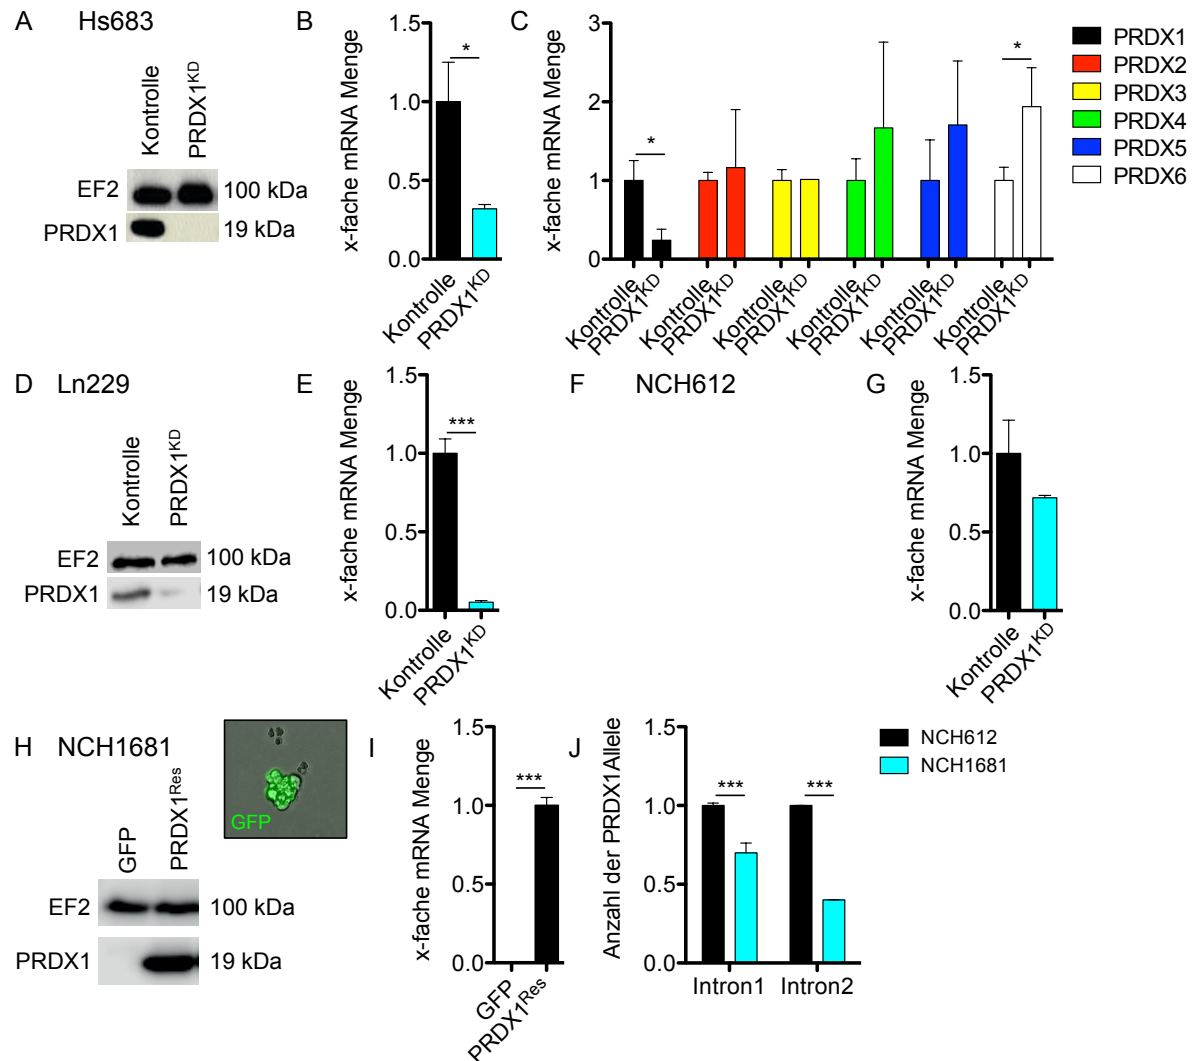 A Hs683
Kontrolle
PRDX1KD
EF2 100 kDa
PRDX1 19 kDa
B
x-fache mRNA Menge
1.5
*
1.0
0.5
0.0
Kontrolle
PRDX1KD
C
x-fache mRNA Menge
3
2
1
0
*
*
Kontrolle
PRDX1KD
Kontrolle
PRDX1KD
Kontrolle
PRDX1KD
Kontrolle
PRDX1KD
Kontrolle
PRDX1KD
Kontrolle
PRDX1KD
PRDX1
PRDX2
PRDX3
PRDX4
PRDX5
PRDX6
D Ln229
Kontrolle
PRDX1KD
EF2 100 kDa
PRDX1 19 kDa
E
x-fache mRNA Menge
1.5
***
1.0
0.5
0.0
Kontrolle
PRDX1KD
F NCH612
G
x-fache mRNA Menge
1.5
1.0
0.5
0.0
Kontrolle
PRDX1KD
H NCH1681
GFP
GFP
PRDX1Res
EF2 100 kDa
PRDX1 19 kDa
I
x-fache mRNA Menge
1.5
***
1.0
0.5
0.0
GFP
PRDX1Res
J
Anzahl der PRDX1Allele
1.5
*** ***
1.0
0.5
0.0
Intron1 Intron2
NCH612
NCH1681